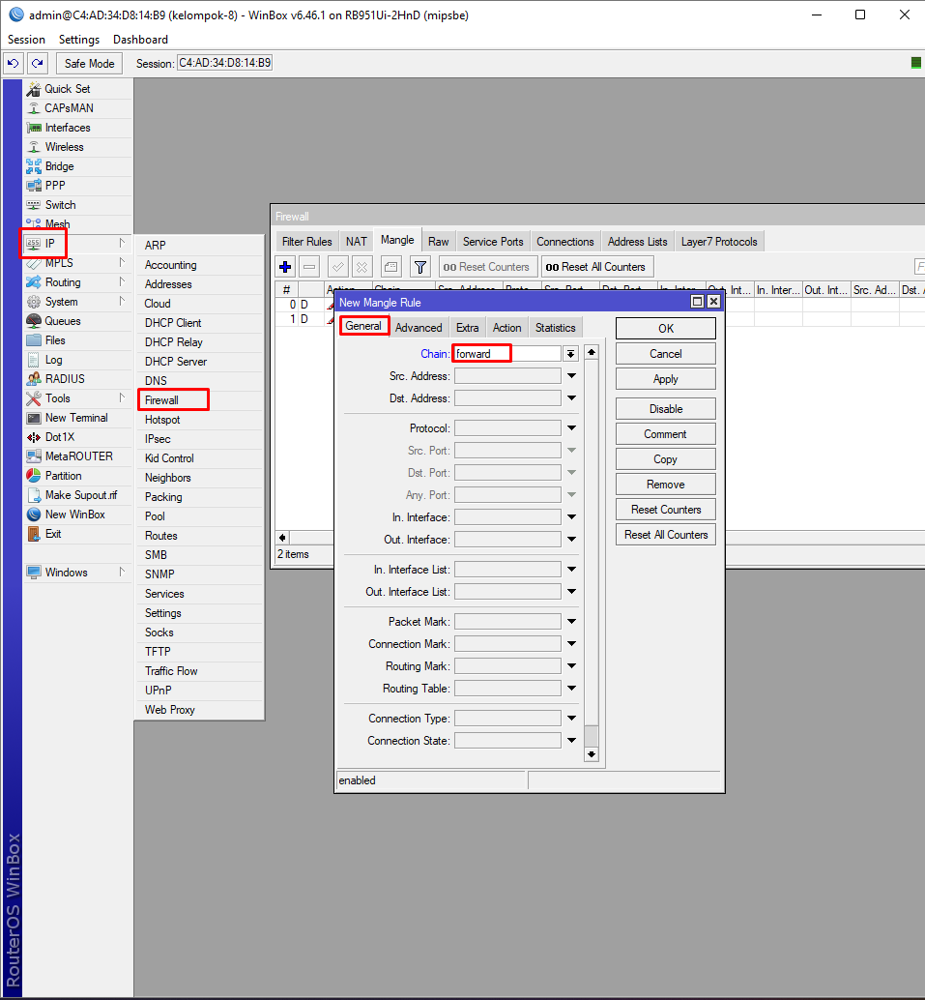 admin@C4:AD:34:D8:14:B9 (kelompok-8) - WinBox v6.46.1 on RB951Ui-2HnD (mipsbe)
Session Settings Dashboard
Safe Mode Session: C4:AD:34:D8:14:B9
Quick Set
CAPsMAN
Interfaces
Wireless
Bridge
PPP
Switch
Mesh
IP
MPLS
Routing
System
Queues
Files
Log
RADIUS
Tools
New Terminal
Dot1X
MetaROUTER
Partition
Make Supout.rif
New WinBox
Exit
Windows
RouterOS WinBox
ARP
Accounting
Addresses
Cloud
DHCP Client
DHCP Relay
DHCP Server
DNS
Firewall
Hotspot
IPsec
Kid Control
Neighbors
Packing
Pool
Routes
SMB
SNMP
Services
Settings
Socks
TFTP
Traffic Flow
UPnP
Web Proxy
Firewall
Filter Rules NAT Mangle Raw Service Ports Connections Address Lists Layer7 Protocols
00 Reset Counters 00 Reset All Counters
# Action Chain Src. Address Dst. Address Proto... Src. Port Dst. Port In. Inter... Out. Int... In. Inter... Out. Int... Src. Ad... Dst. A
0 D
1 D
2 items
New Mangle Rule
General Advanced Extra Action Statistics
Chain: forward
Src. Address:
Dst. Address:
Protocol:
Src. Port:
Dst. Port:
Any. Port:
In. Interface:
Out. Interface:
In. Interface List:
Out. Interface List:
Packet Mark:
Connection Mark:
Routing Mark:
Routing Table:
Connection Type:
Connection State:
enabled
OK
Cancel
Apply
Disable
Comment
Copy
Remove
Reset Counters
Reset All Counters